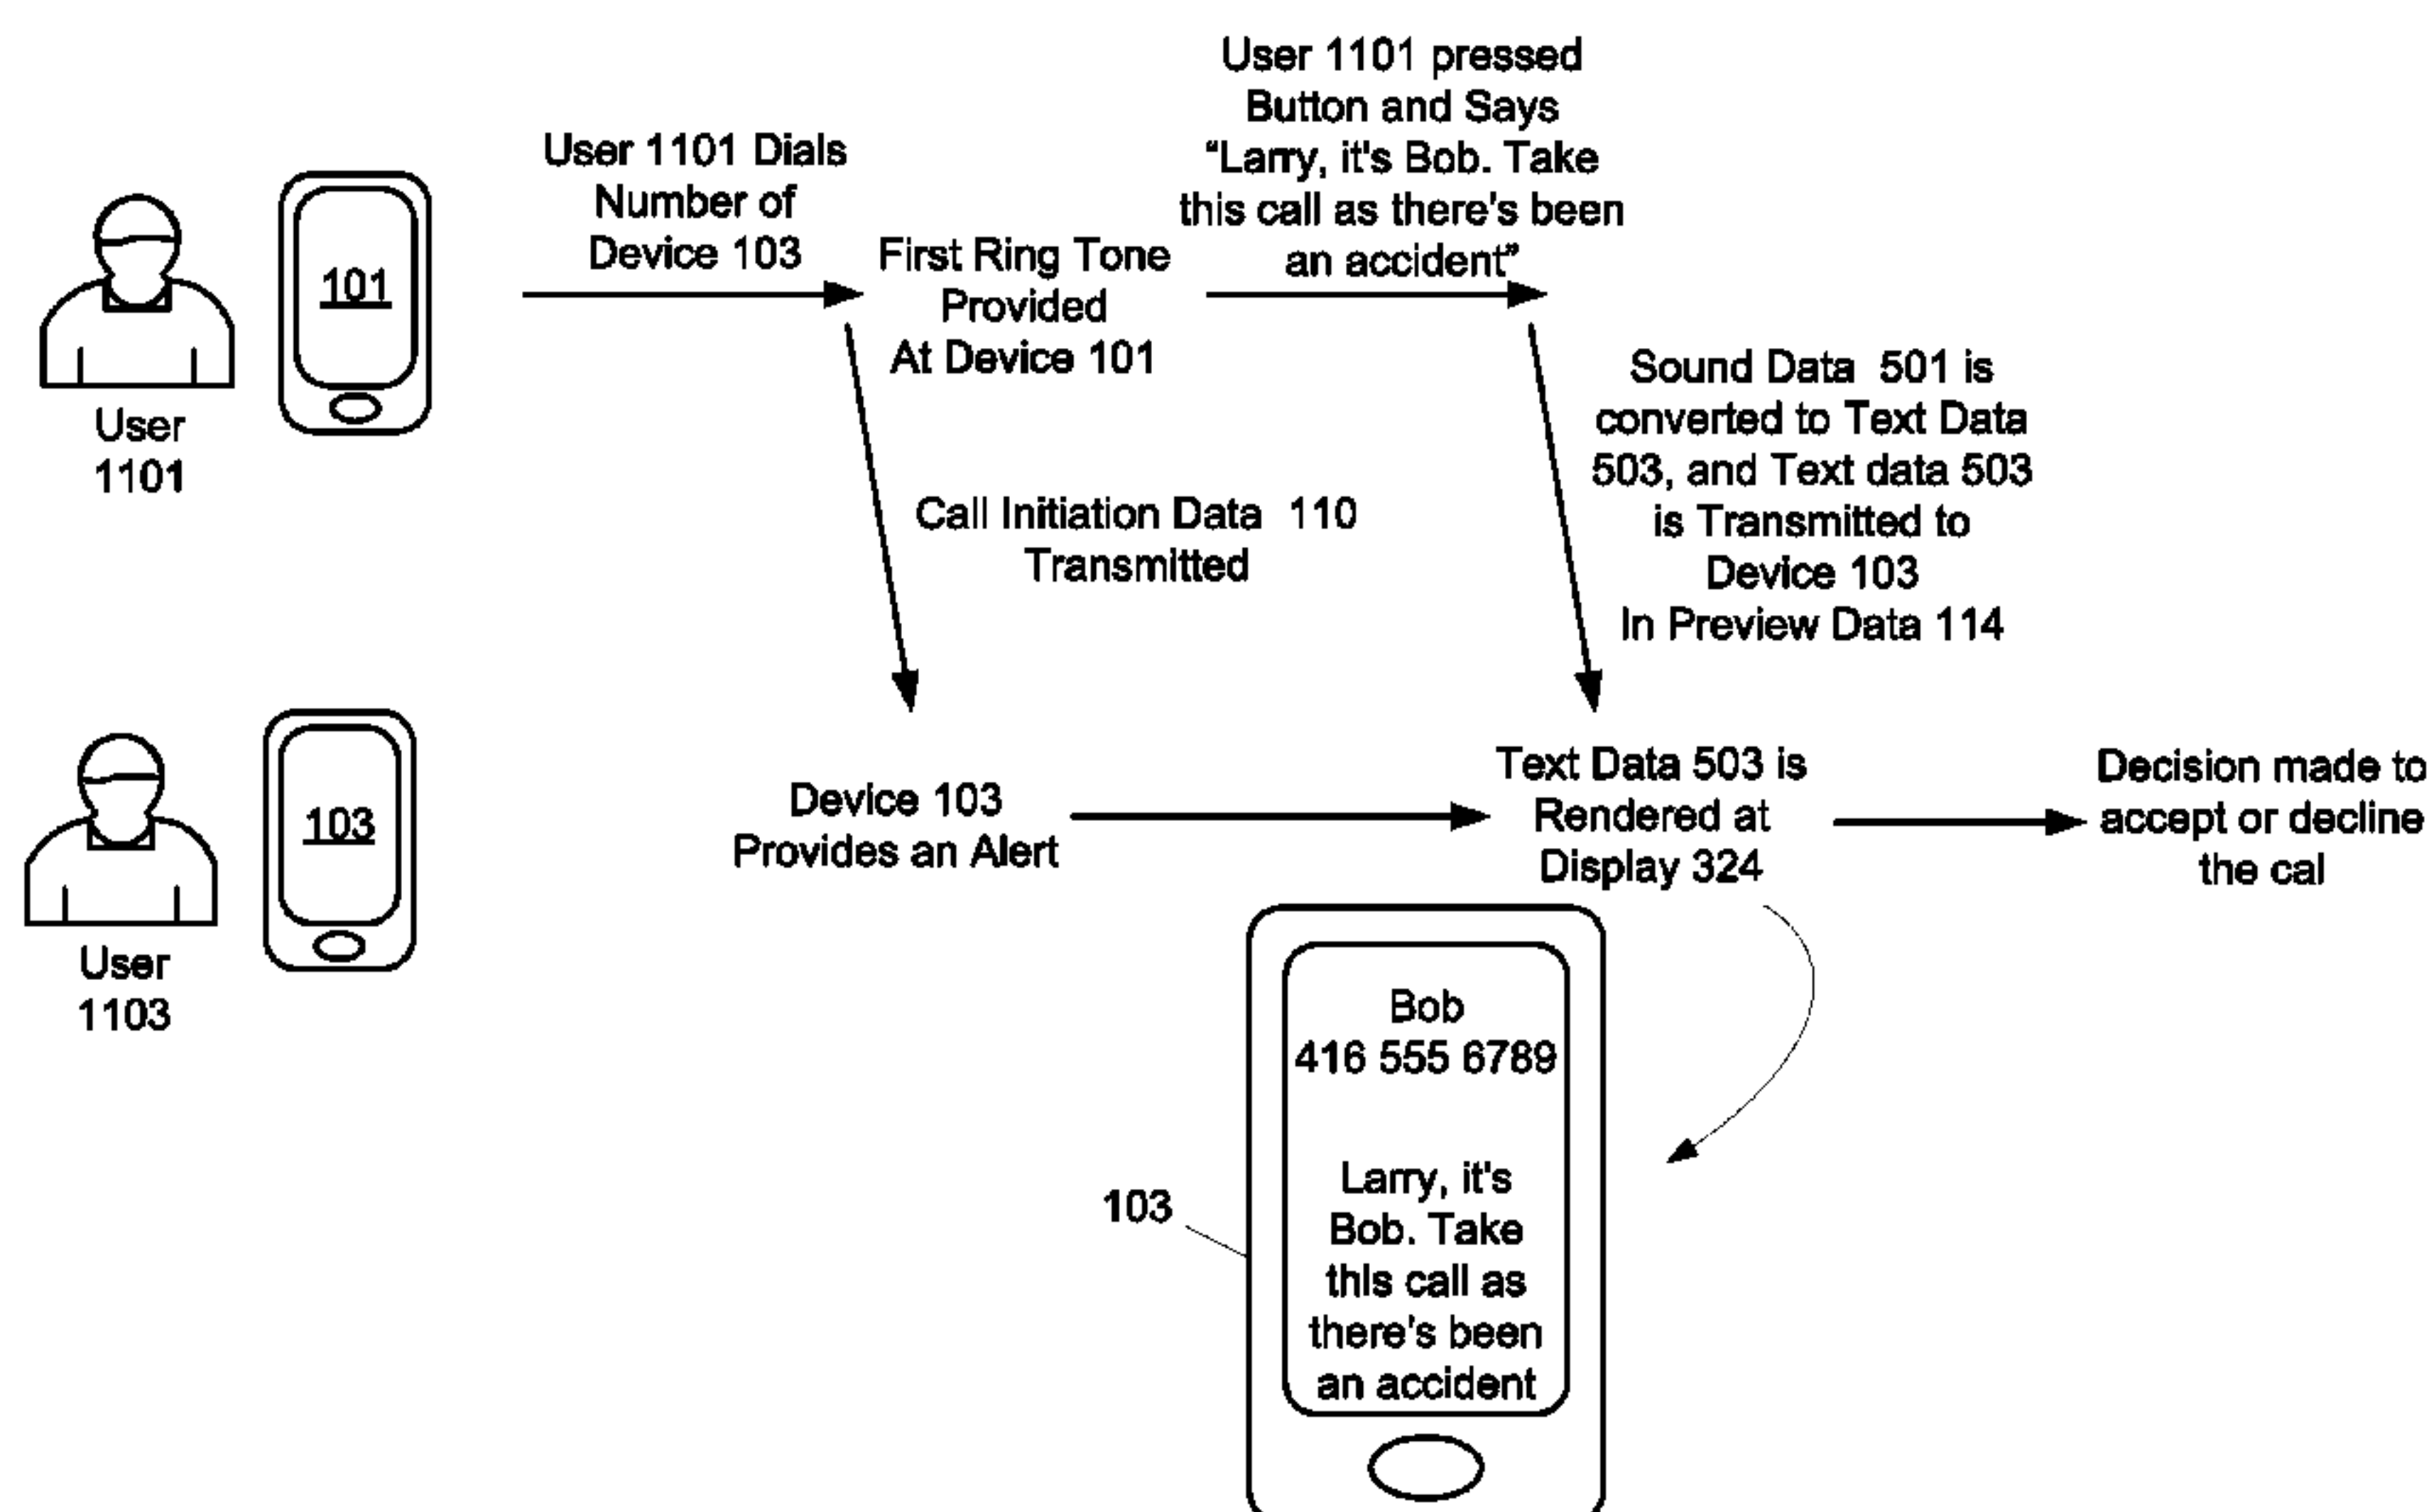 User 1101 pressed
Button and Says
“Larry, it's Bob. Take
this call as there's been
an accident”
User 1101 Dials
Number of
Device 103
First Ring Tone
Provided
At Device 101
101
User
1101
Sound Data 501 is
converted to Text Data
503, and Text data 503
is Transmitted to
Device 103
In Preview Data 114
Call Initiation Data 110
Transmitted
103
User
1103
Device 103
Provides an Alert
Text Data 503 is
Rendered at
Display 324
Decision made to
accept or decline
the cal
Bob
416 555 6789
Larry, it's
Bob. Take
this call as
there's been
an accident
103